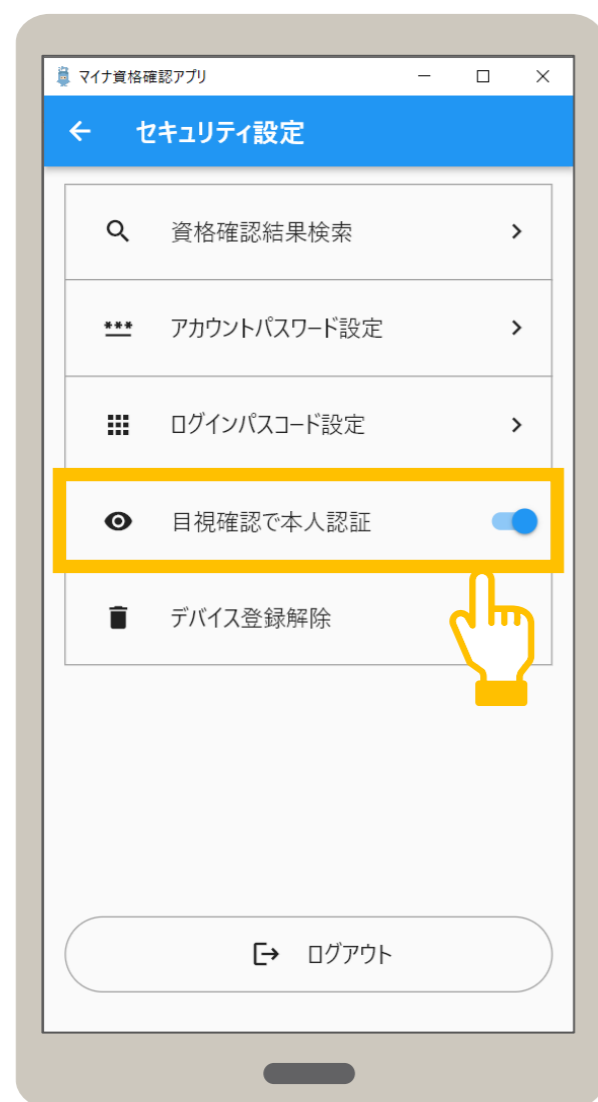 マイナ資格確認アプリ
セキュリティ設定
資格確認結果検索
アカウントパスワード設定
ログインパスコード設定
目視確認で本人認証
デバイス登録解除
ログアウト